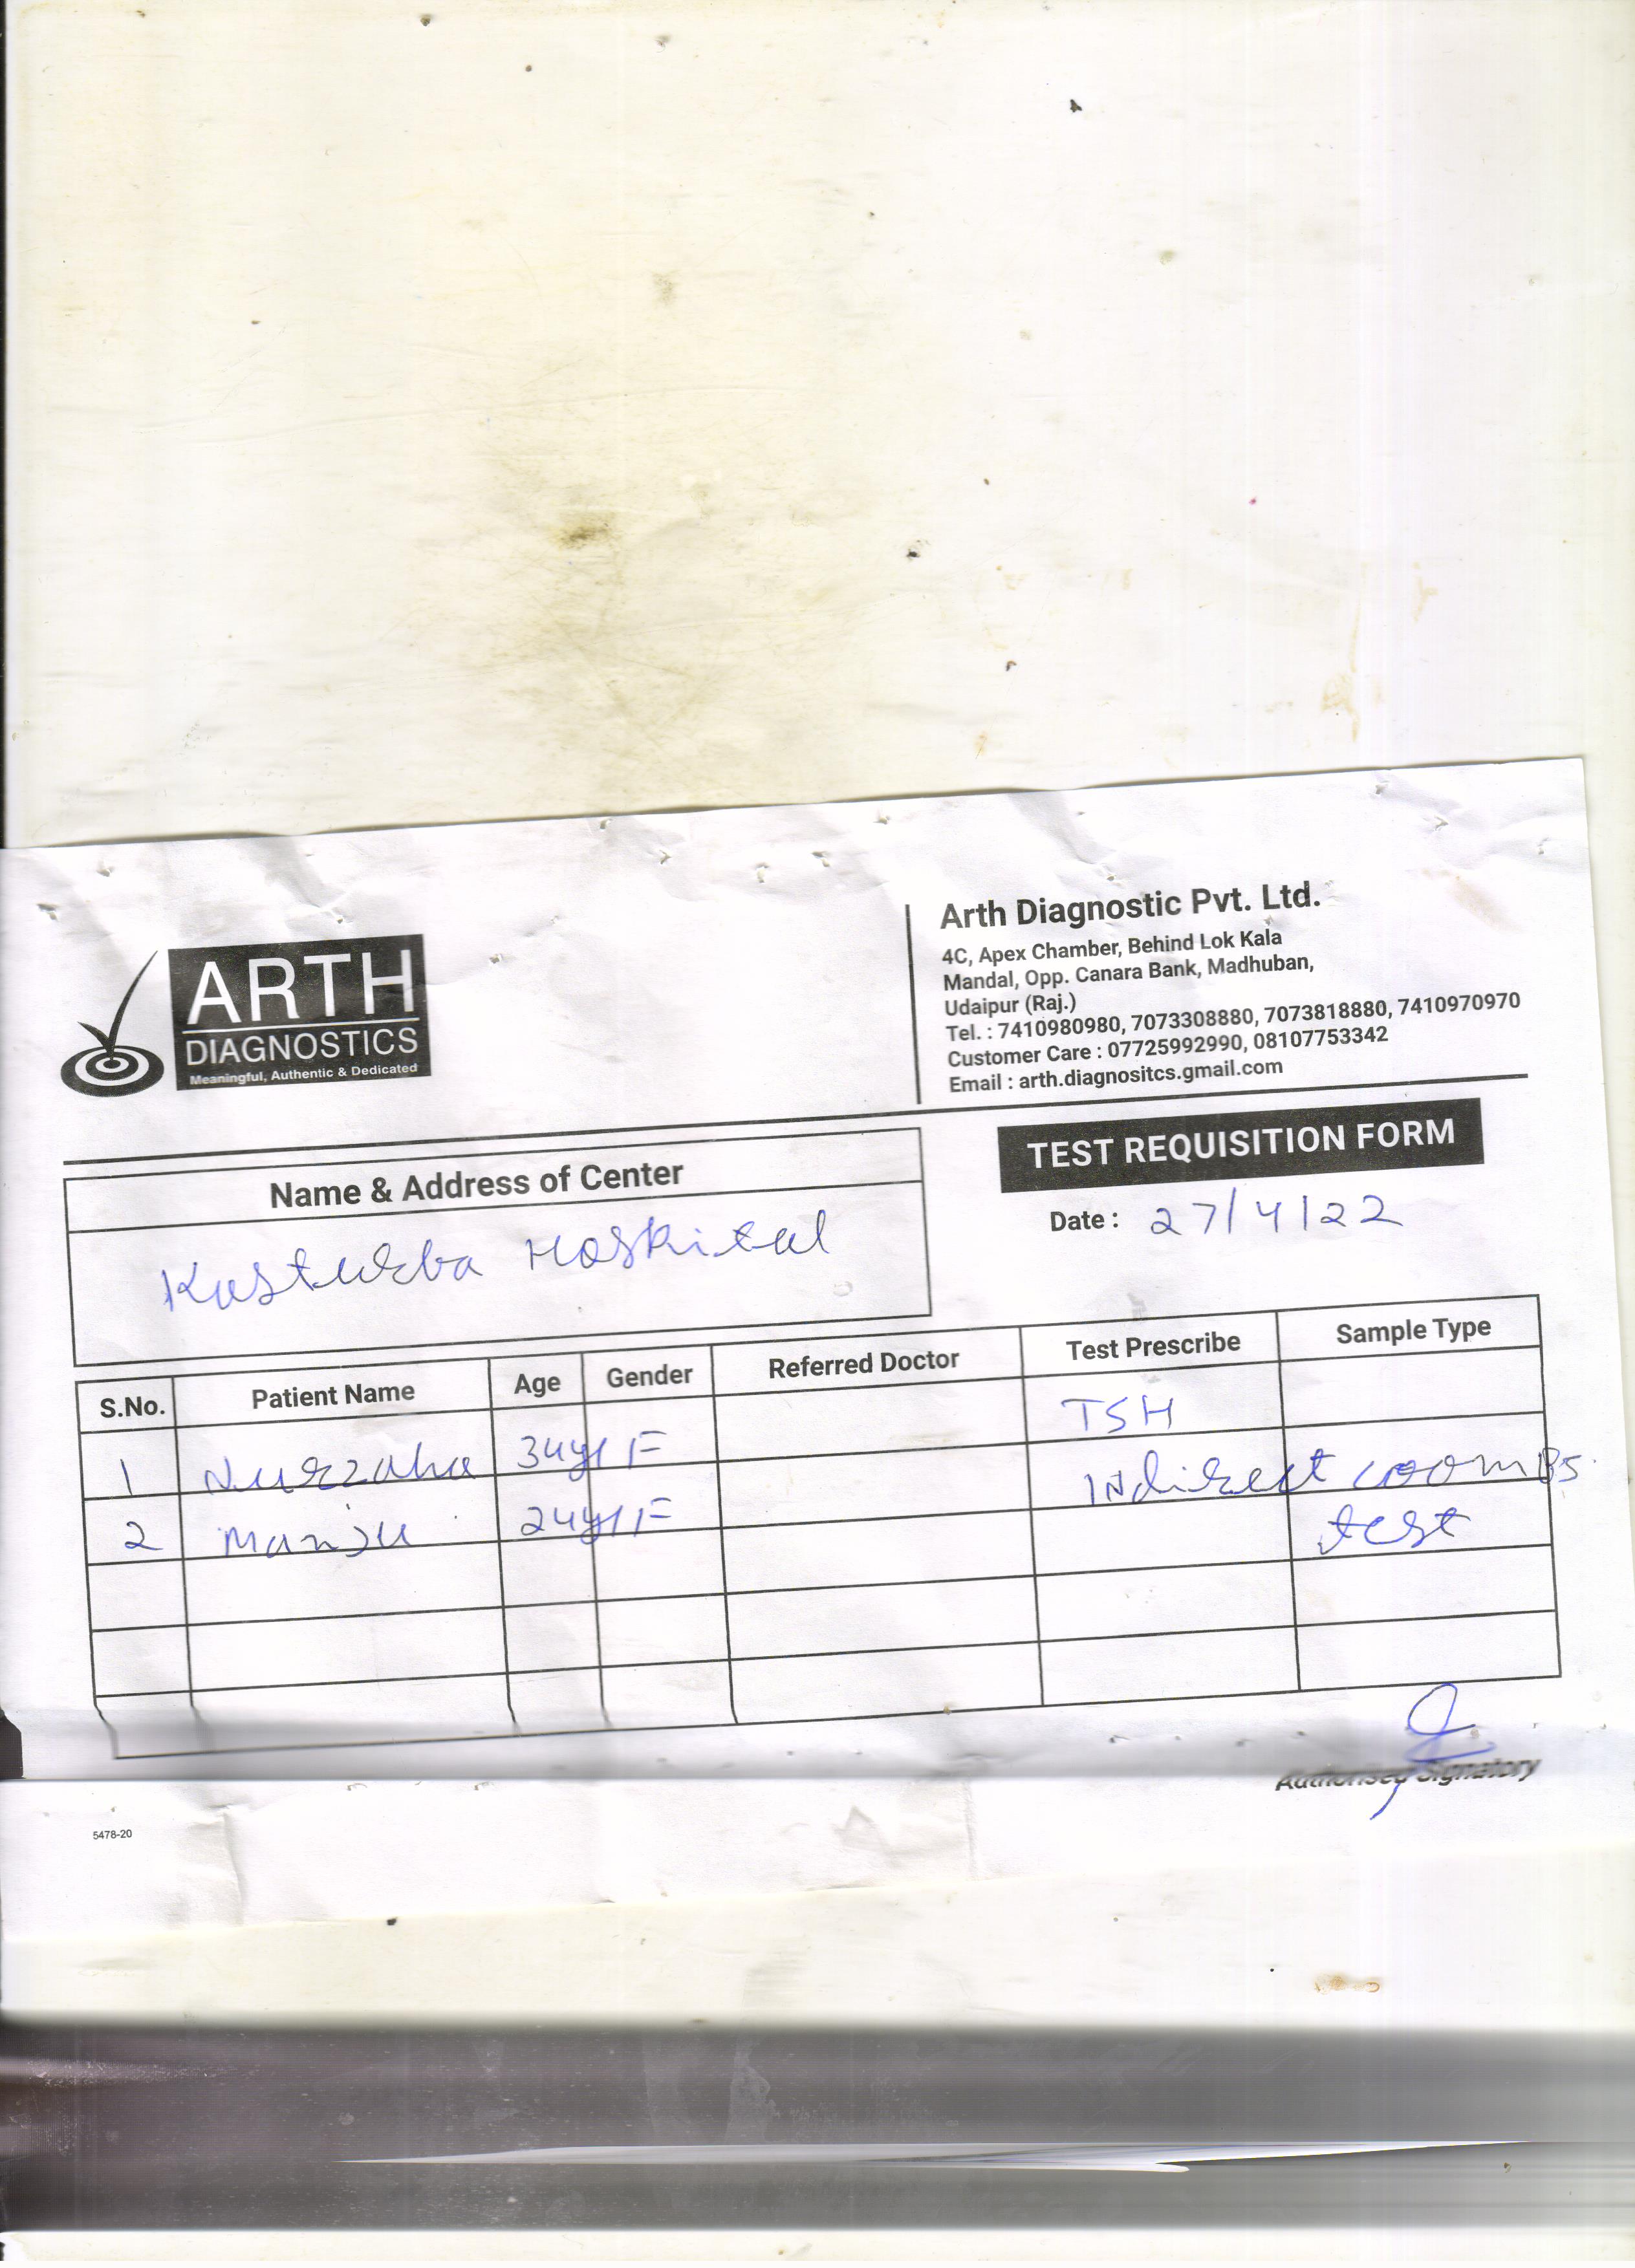 ARTH
DIAGNOSTICS
Meaningful, Authentic & Dedicated
Arth Diagnostic Pvt. Ltd.
4C, Apex Chamber, Behind Lok Kala
Mandal, Opp. Canara Bank, Madhuban,
Udaipur (Raj.)
Tel. : 7410980980, 7073308880, 7073818880, 7410970970
Customer Care : 07725992990, 08107753342
Email : arth.diagnositcs.gmail.com
TEST REQUISITION FORM
Date : 27/4/22
Name & Address of Center
Kasturba Hospital
S.No. Patient Name Age Gender Referred Doctor Test Prescribe Sample Type
1 Nurzaha 34y/F TSH
2 Manju 24y/F Indirect coombs
test
Authorised Signatory
5478-20